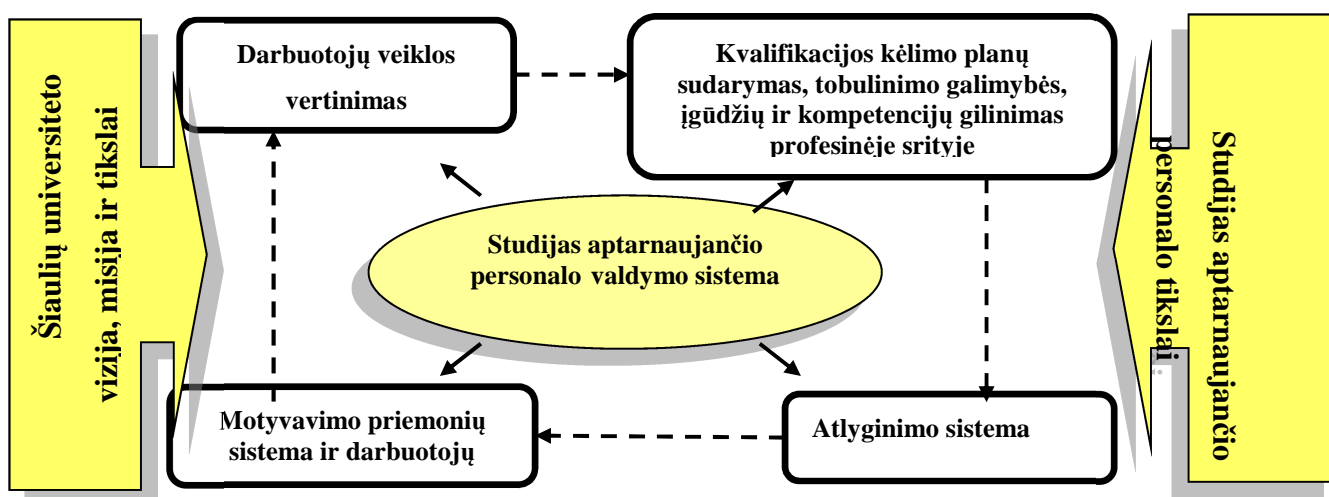 Šiaulių universiteto
vizija, misija ir tikslai
Darbuotojų veiklos
vertinimas
Kvalifikacijos kėlimo planų
sudarymas, tobulinimo galimybės,
įgūdžių ir kompetencijų gilinimas
profesinėje srityje
Studijas aptarnaujančio
personalo valdymo sistema
Motyvavimo priemonių
sistema ir darbuotojų
Atlyginimo sistema
Studijas aptarnaujančio
personalo tikslai